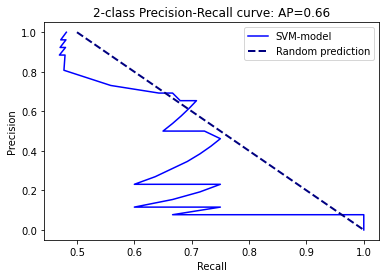 2-class Precision-Recall curve: AP=0.66
SVM-model
Random prediction
Precision
1.0
0.8
0.6
0.4
0.2
0.0
0.5 0.6 0.7 0.8 0.9 1.0
Recall